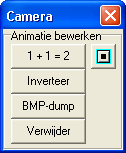 Camera
Animatie bewerken
1 + 1 = 2
Inverteer
BMP-dump
Verwijder